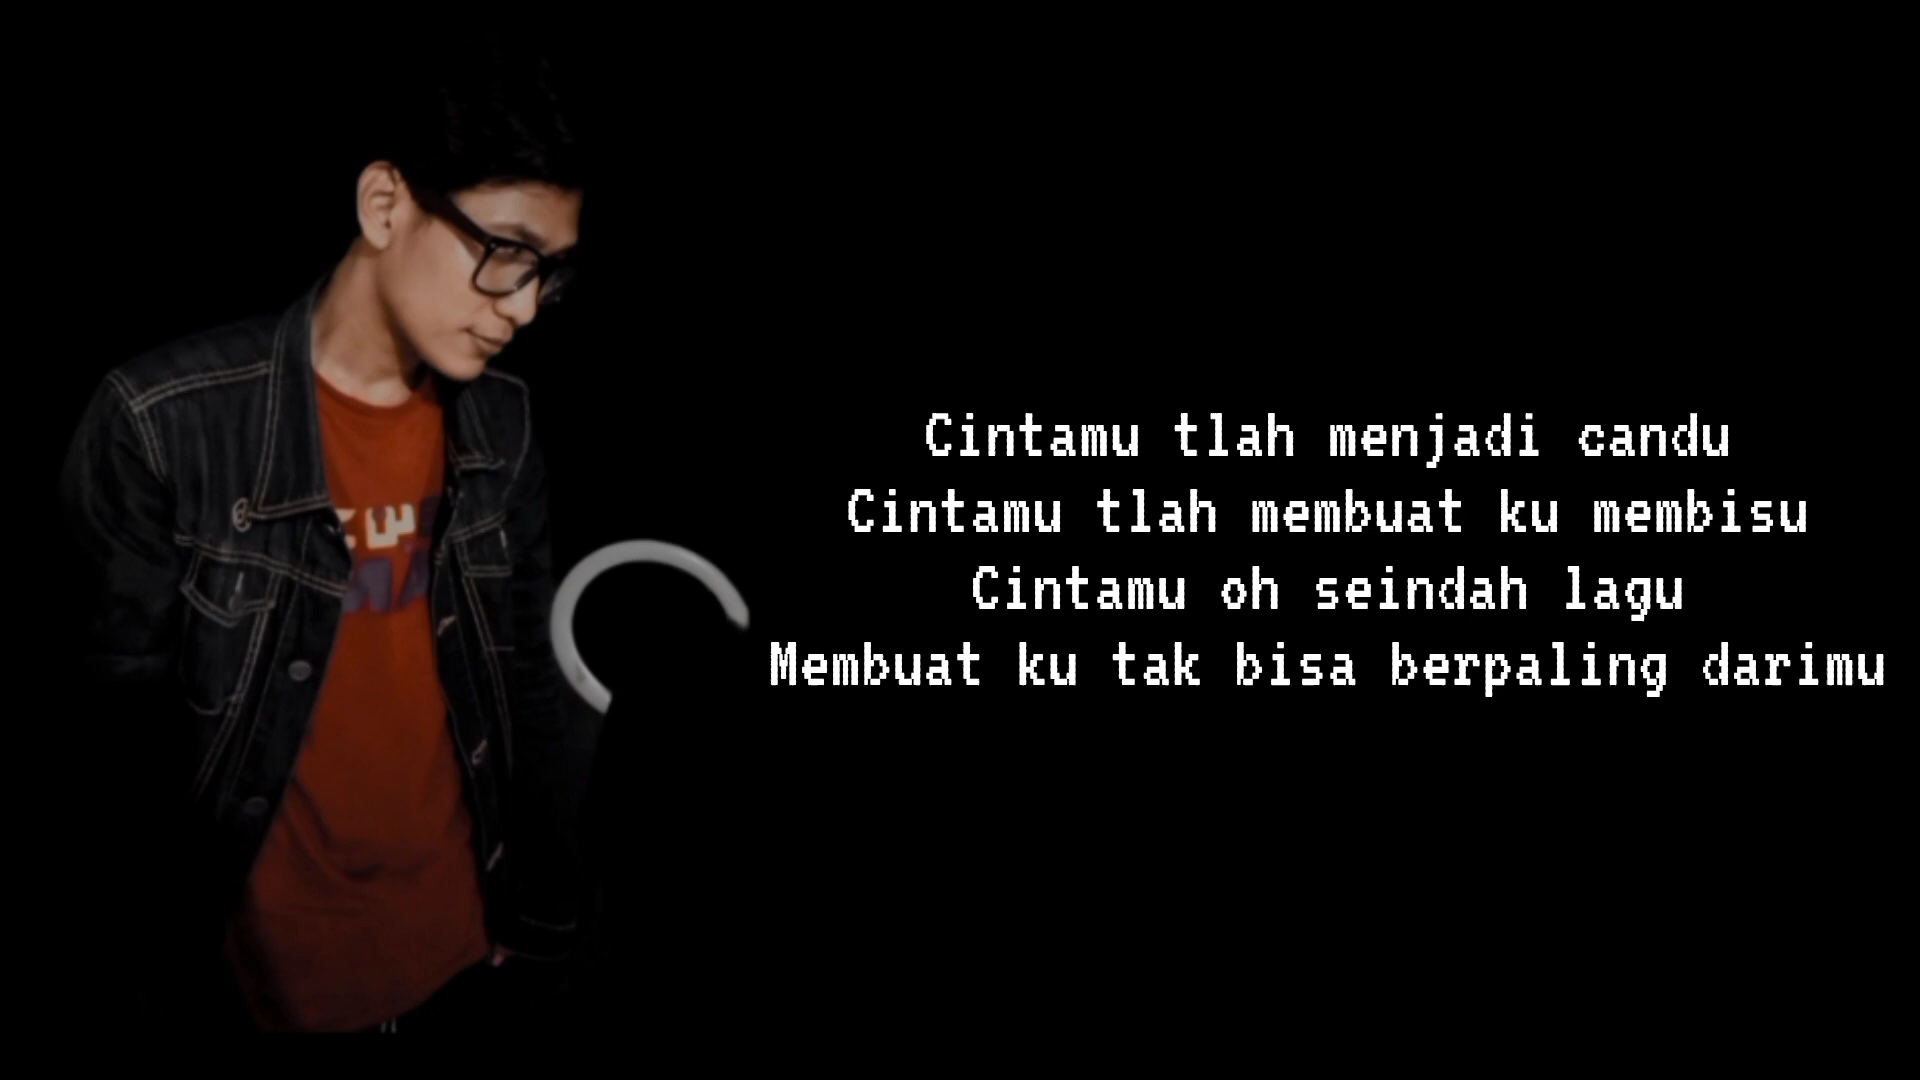 Cintamu tlah menjadi candu
Cintamu tlah membuat ku membisu
Cintamu oh seindah lagu
Membuat ku tak bisa berpaling darimu